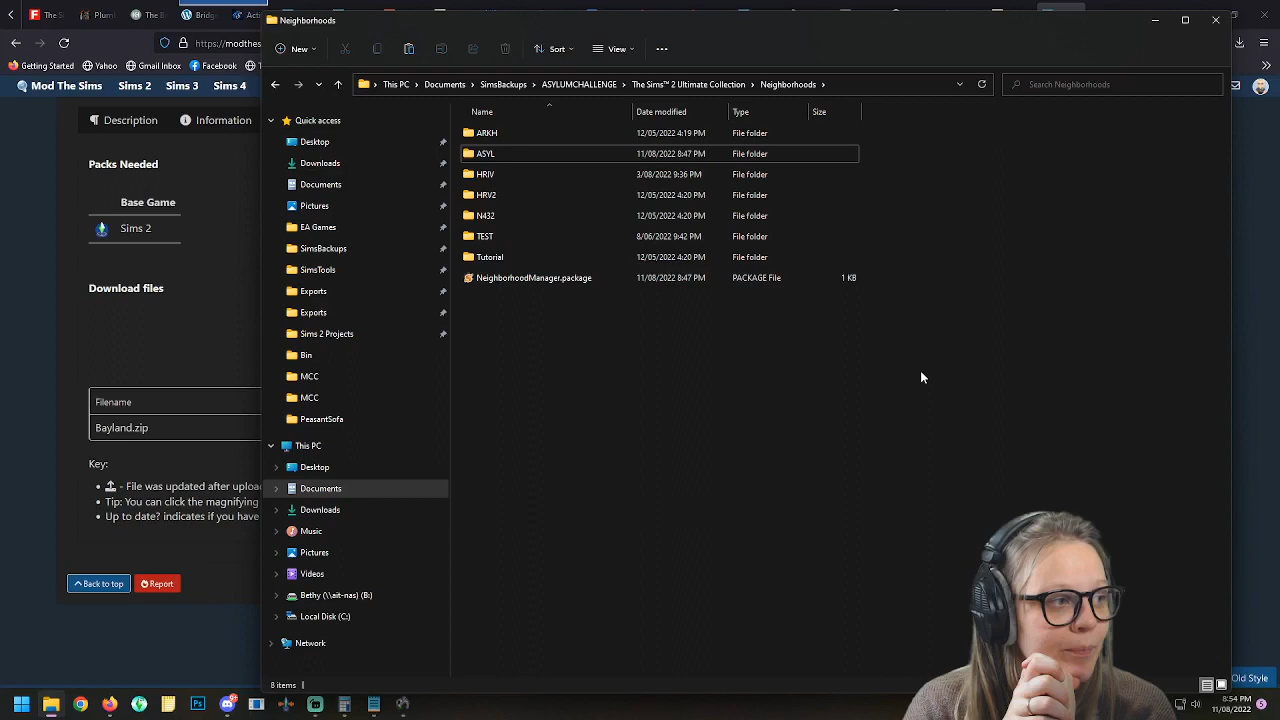 Neighborhoods
New
Sort
View
https://modthes
Getting Started
Yahoo
Gmail Inbox
Facebook
This PC > Documents > SimsBackups > ASYLUMCHALLENGE > The Sims™ 2 Ultimate Collection > Neighborhoods >
Search Neighborhoods
Mod The Sims
Sims 2
Sims 3
Sims 4
Description
Information
Packs Needed
Base Game
Sims 2
Download files
Filename
Bayland.zip
Key:
- File was updated after uploa
Tip: You can click the magnifying
Up to date? indicates if you have
Back to top
Report
Quick access
Desktop
Downloads
Documents
Pictures
EA Games
SimsBackups
SimsTools
Exports
Exports
Sims 2 Projects
Bin
MCC
MCC
PeasantSofa
This PC
Desktop
Documents
Downloads
Music
Pictures
Videos
Bethy (\\ait-nas) (B:)
Local Disk (C:)
Network
Name Date modified Type Size
ARKH 12/05/2022 4:19 PM File folder
ASYL 11/08/2022 8:47 PM File folder
HRIV 3/08/2022 9:36 PM File folder
HRV2 12/05/2022 4:20 PM File folder
N432 12/05/2022 4:20 PM File folder
TEST 8/06/2022 9:42 PM File folder
Tutorial 12/05/2022 4:20 PM File folder
NeighborhoodManager.package 11/08/2022 8:47 PM PACKAGE File 1 KB
8 items
Old Style
8:54 PM
11/08/2022